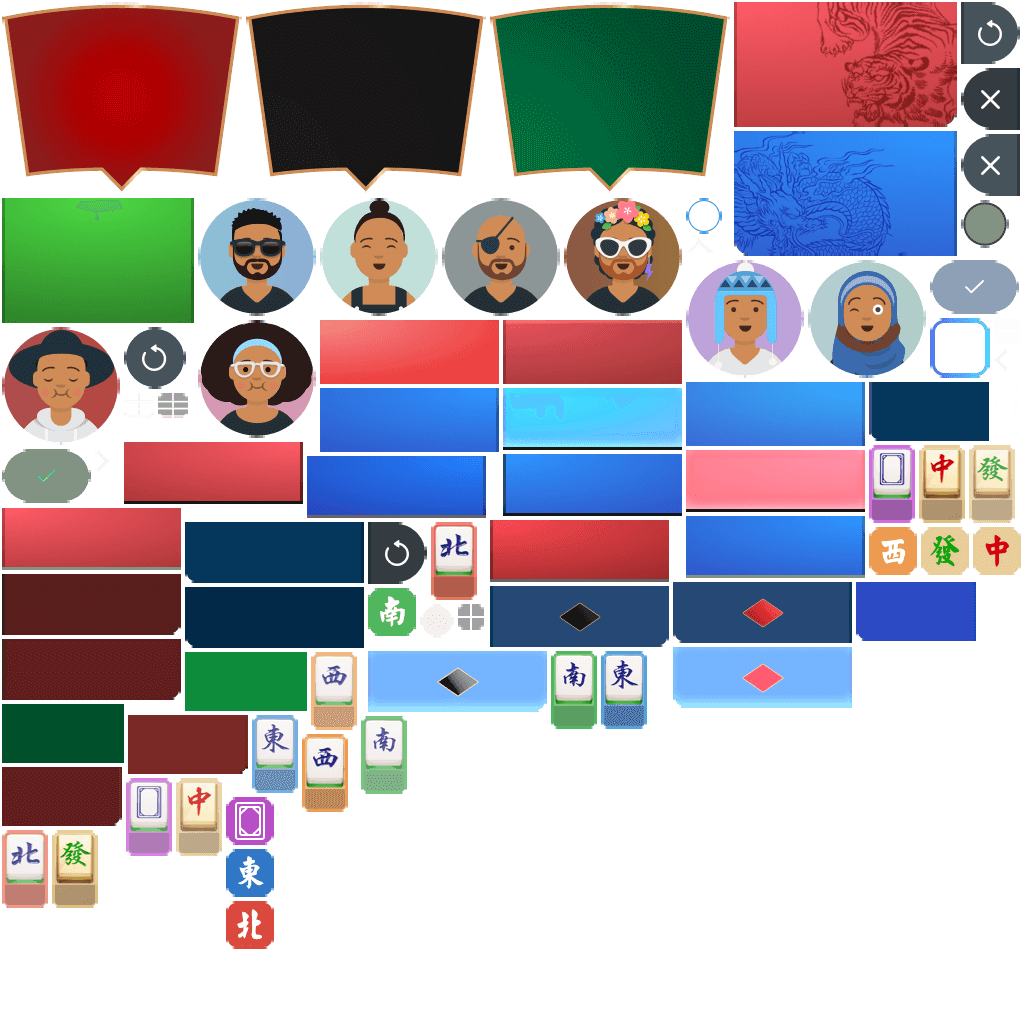 中 發
北
西 發 中
南
西
南 東
東
西
南
中
北 發
東
北